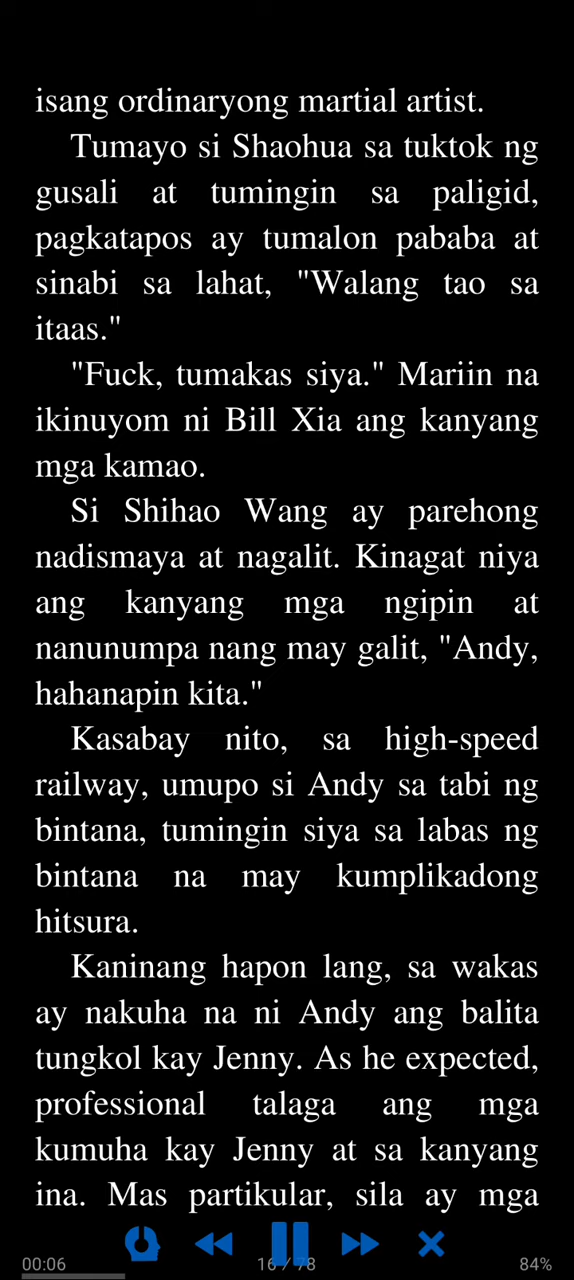 isang ordinaryong martial artist.
Tumayo si Shaohua sa tuktok ng
gusali at tumingin sa paligid,
pagkatapos ay tumalon pababa at
sinabi sa lahat, "Walang tao sa
itaas."
"Fuck, tumakas siya." Mariin na
ikinuyom ni Bill Xia ang kanyang
mga kamao.
Si Shihao Wang ay parehong
nadismaya at nagalit. Kinagat niya
ang kanyang mga ngipin at
nanunumpa nang may galit, "Andy,
hahanapin kita."
Kasabay nito, sa high-speed
railway, umupo si Andy sa tabi ng
bintana, tumingin siya sa labas ng
bintana na may kumplikadong
hitsura.
Kaninang hapon lang, sa wakas
ay nakuha na ni Andy ang balita
tungkol kay Jenny. As he expected,
professional talaga ang mga
kumuha kay Jenny at sa kanyang
ina. Mas partikular, sila ay mga
00:06 16 / 78 84%